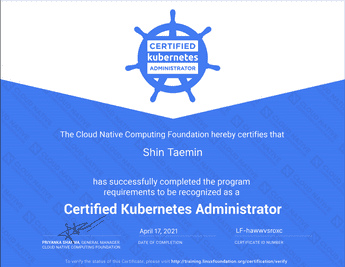 CERTIFIED
kubernetes
ADMINISTRATOR
The Cloud Native Computing Foundation hereby certifies that
Shin Taemin
has successfully completed the program
requirements to be recognized as a
Certified Kubernetes Administrator
April 17, 2021
LF-hawwvsroxc
PRIYANKA SHARMA, GENERAL MANAGER
CLOUD NATIVE COMPUTING FOUNDATION
DATE OF COMPLETION
CERTIFICATE ID NUMBER
To verify the status of this Certificate, please visit http://training.linuxfoundation.org/certification/verify